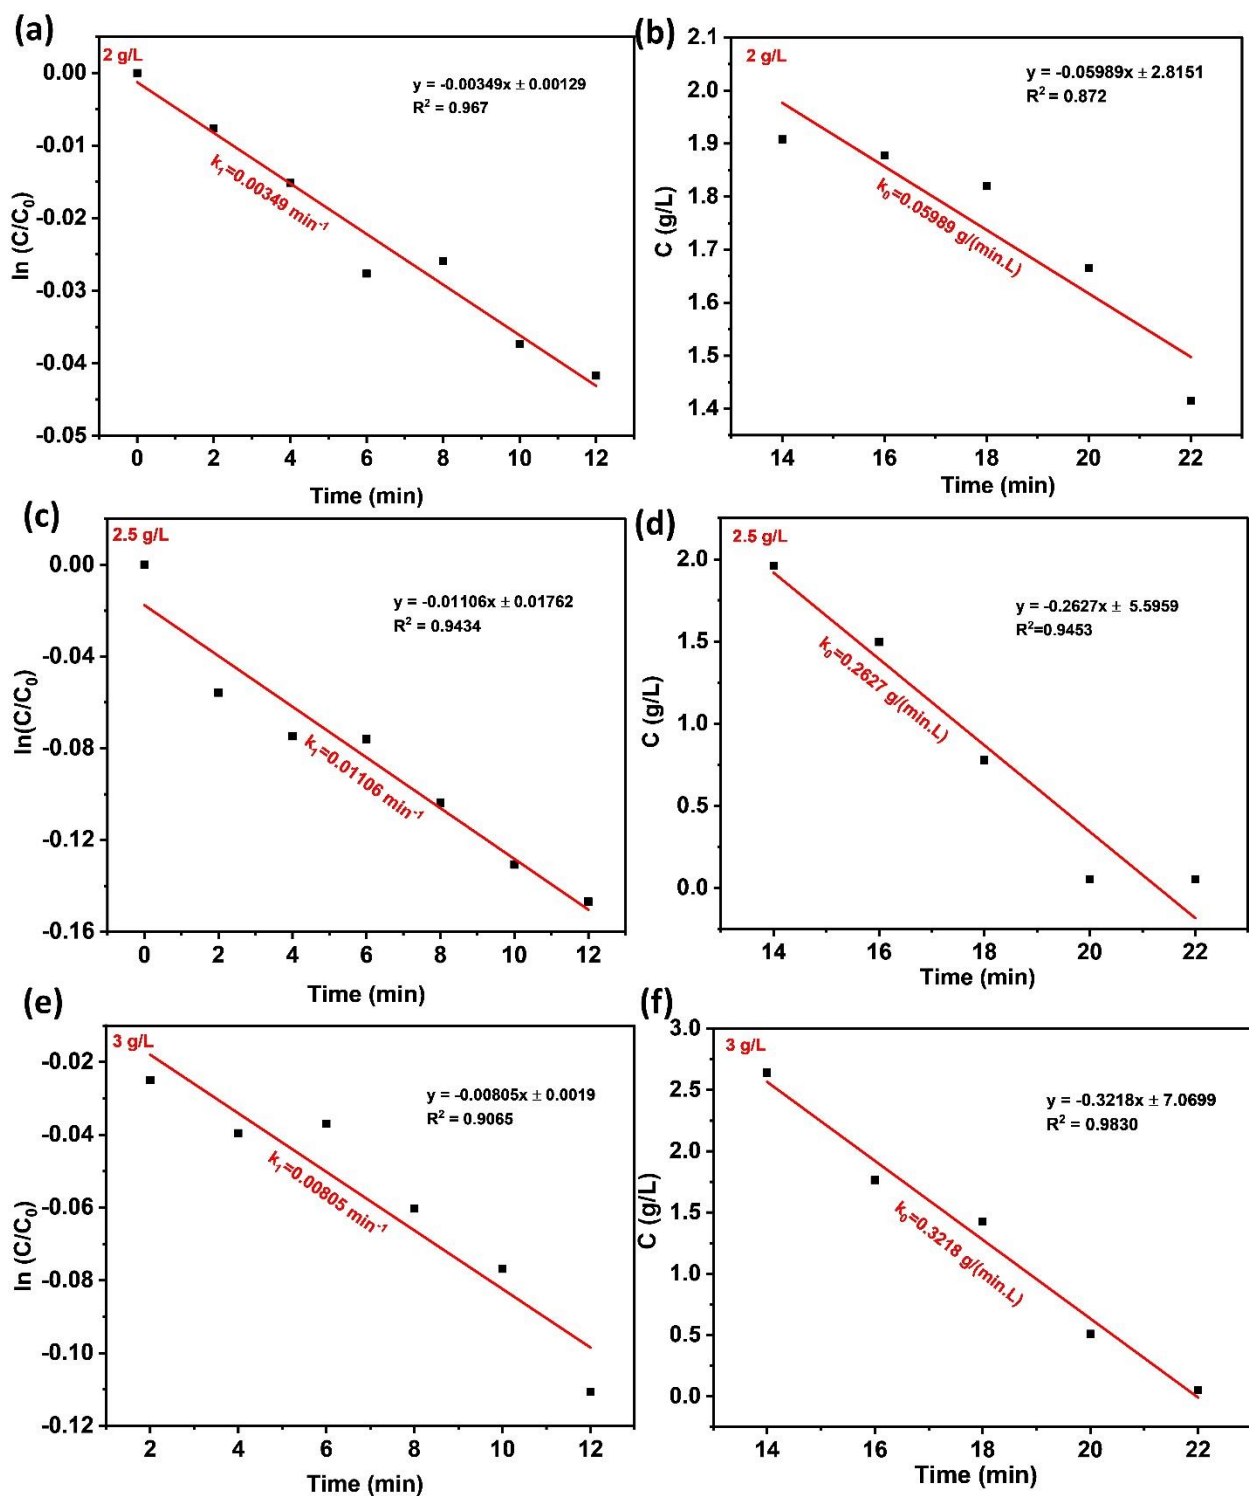 (a)
2 g/L
y = -0.00349x ± 0.00129
R² = 0.967
k₁=0.00349 min⁻¹
ln (C/C₀)
0.00
-0.01
-0.02
-0.03
-0.04
-0.05
0 2 4 6 8 10 12
Time (min)
(b)
2 g/L
y = -0.05989x ± 2.8151
R² = 0.872
k₀=0.05989 g/(min.L)
C (g/L)
2.1
2.0
1.9
1.8
1.7
1.6
1.5
1.4
14 16 18 20 22
Time (min)
(c)
2.5 g/L
y = -0.01106x ± 0.01762
R² = 0.9434
k₁=0.01106 min⁻¹
ln(C/C₀)
0.00
-0.04
-0.08
-0.12
-0.16
0 2 4 6 8 10 12
Time (min)
(d)
2.5 g/L
y = -0.2627x ± 5.5959
R²=0.9453
k₀=0.2627 g/(min.L)
C (g/L)
2.0
1.5
1.0
0.5
0.0
14 16 18 20 22
Time (min)
(e)
3 g/L
y = -0.00805x ± 0.0019
R² = 0.9065
k₁=0.00805 min⁻¹
ln (C/C₀)
-0.02
-0.04
-0.06
-0.08
-0.10
-0.12
2 4 6 8 10 12
Time (min)
(f)
3 g/L
y = -0.3218x ± 7.0699
R² = 0.9830
k₀=0.3218 g/(min.L)
C (g/L)
3.0
2.5
2.0
1.5
1.0
0.5
0.0
14 16 18 20 22
Time (min)